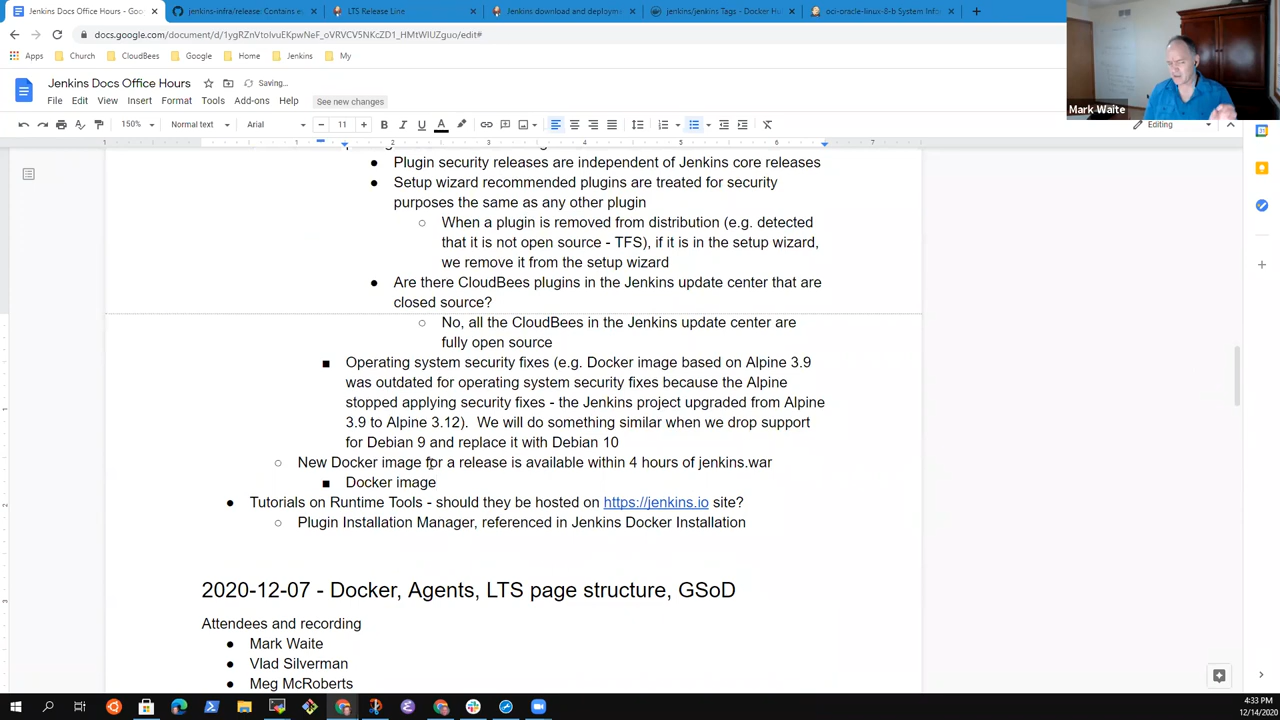 Jenkins Docs Office Hours - Goo
jenkins-infra/release: Contains e
LTS Release Line
Jenkins download and deployme
jenkins/jenkins Tags - Docker Hu
oci-oracle-linux-8-b System Info
docs.google.com/document/d/1ygRZnVtoIvuEKpwNeF_oVRVCV5NKcZD1_HMtWlUZguo/edit#
Apps
Church
CloudBees
Google
Home
Jenkins
My
Jenkins Docs Office Hours
Saving...
File Edit View Insert Format Tools Add-ons Help
See new changes
150%
Normal text
Arial
11
Editing
Mark Waite
1 1 2 3 4 5 6 7
Plugin security releases are independent of Jenkins core releases
Setup wizard recommended plugins are treated for security
purposes the same as any other plugin
When a plugin is removed from distribution (e.g. detected
that it is not open source - TFS), if it is in the setup wizard,
we remove it from the setup wizard
Are there CloudBees plugins in the Jenkins update center that are
closed source?
No, all the CloudBees in the Jenkins update center are
fully open source
Operating system security fixes (e.g. Docker image based on Alpine 3.9
was outdated for operating system security fixes because the Alpine
stopped applying security fixes - the Jenkins project upgraded from Alpine
3.9 to Alpine 3.12).  We will do something similar when we drop support
for Debian 9 and replace it with Debian 10
New Docker image for a release is available within 4 hours of jenkins.war
Docker image
Tutorials on Runtime Tools - should they be hosted on https://jenkins.io site?
Plugin Installation Manager, referenced in Jenkins Docker Installation
2020-12-07 - Docker, Agents, LTS page structure, GSoD
Attendees and recording
Mark Waite
Vlad Silverman
Meg McRoberts
4:33 PM
12/14/2020